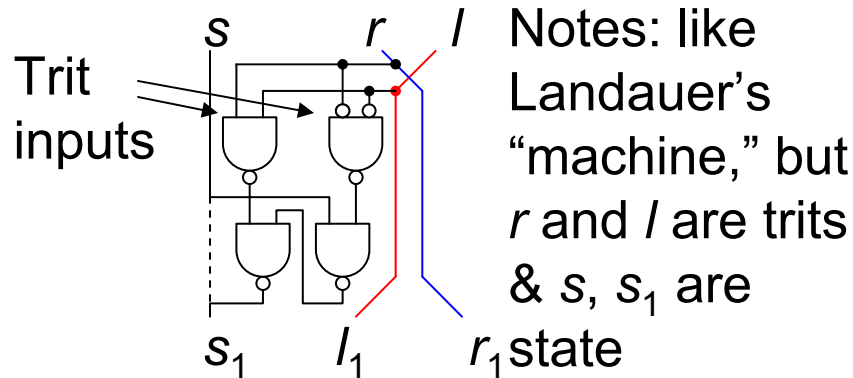 s r l
Trit
inputs
Notes: like
Landauer’s
“machine,” but
r and l are trits
& s, s₁ are
state
s₁ l₁ r₁